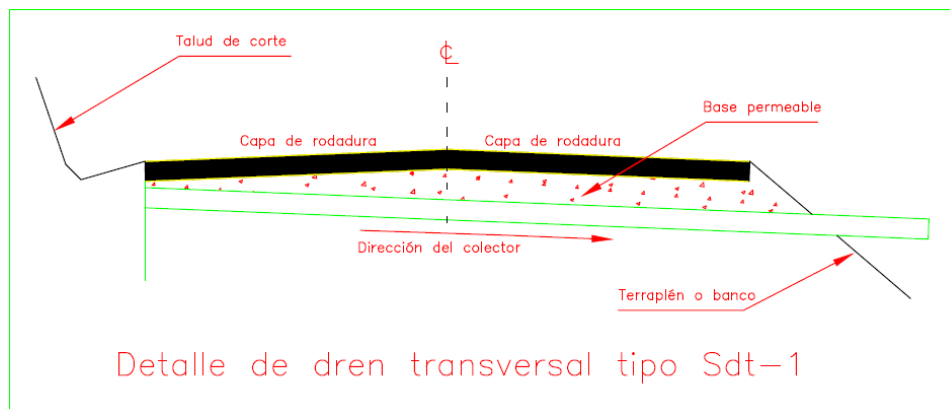 Talud de corte
℄
Base permeable
Capa de rodadura
Capa de rodadura
Dirección del colector
Terraplén o banco
Detalle de dren transversal tipo Sdt-1